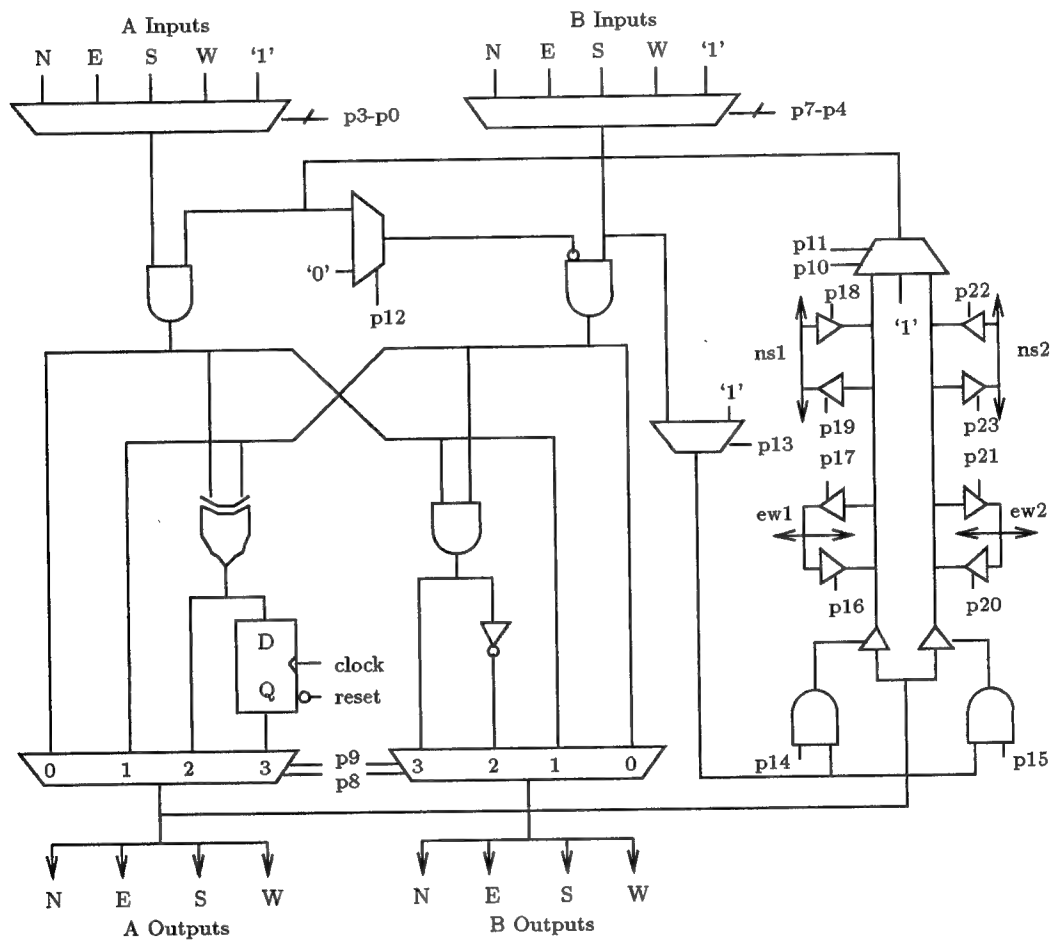 A Inputs
B Inputs
N E S W ‘1’
N E S W ‘1’
p3-p0
p7-p4
p11
p10
‘0’
p12
p18
p22
‘1’
ns1
ns2
p19
p23
‘1’
p13
p17
p21
ew1
ew2
p16
p20
D
Q
clock
reset
p14
p15
0 1 2 3
p9
p8
3 2 1 0
N E S W
N E S W
A Outputs
B Outputs